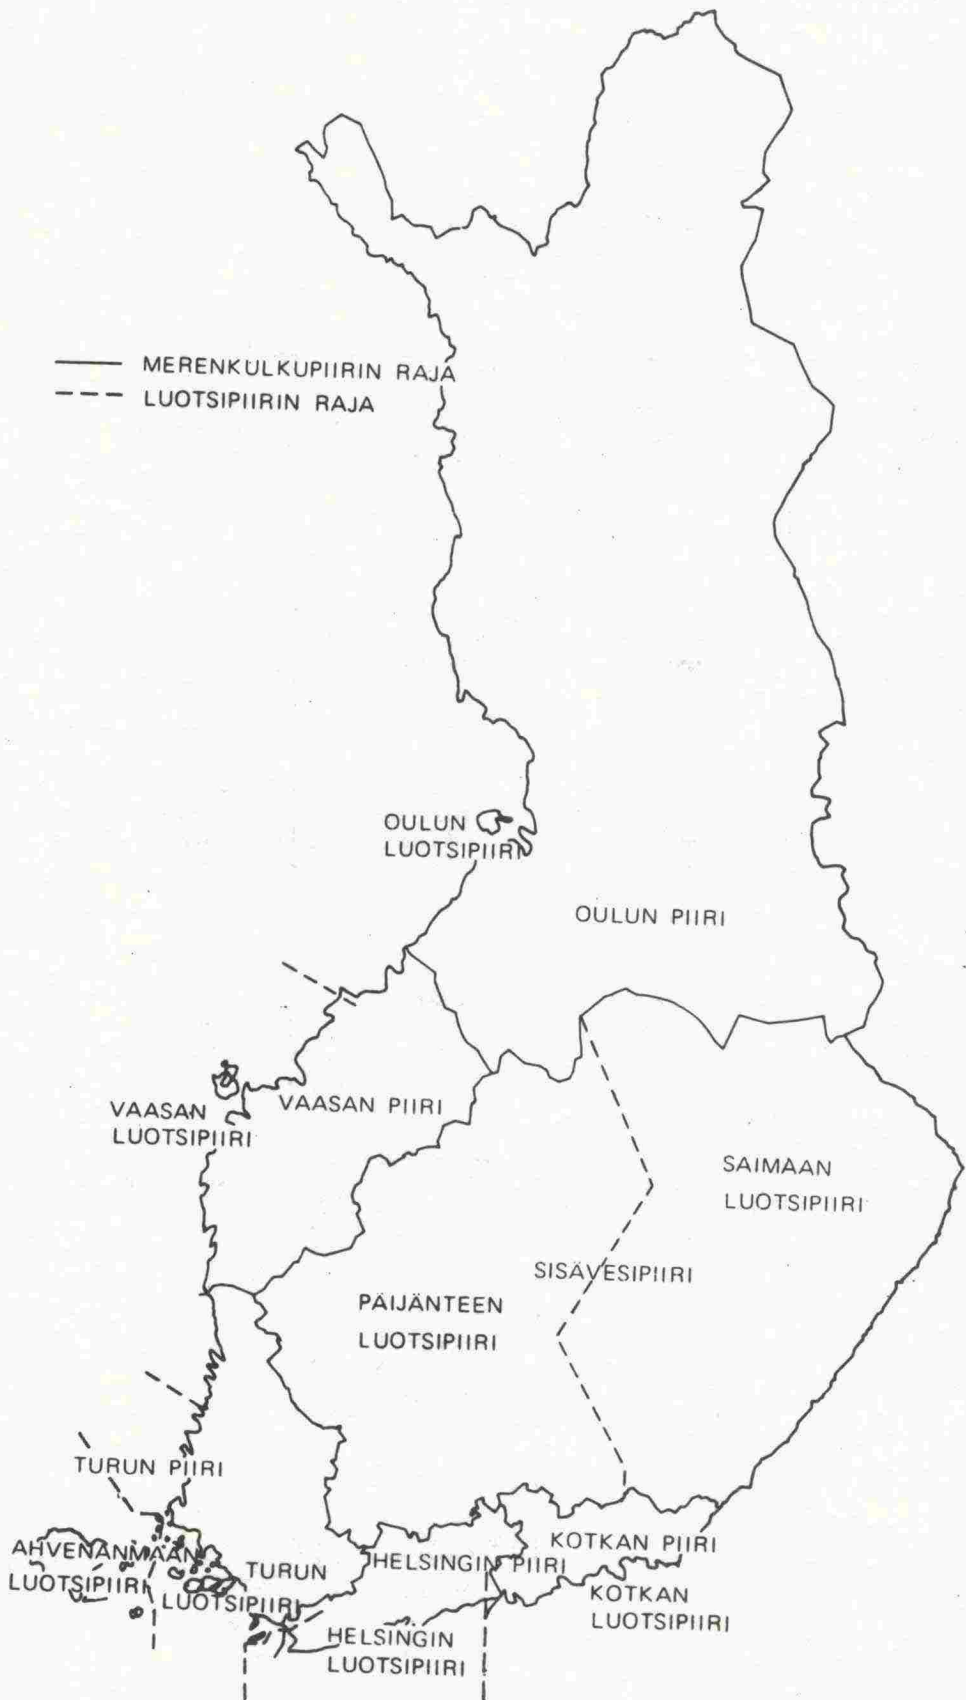 MERENKULKUPIIRIN RAJA
LUOTSIPIIRIN RAJA
OULUN
LUOTSIPIIRI
OULUN PIIRI
VAASAN
LUOTSIPIIRI
VAASAN PIIRI
SAIMAAN
LUOTSIPIIRI
SISÄVESIPIIRI
PÄIJÄNTEEN
LUOTSIPIIRI
TURUN PIIRI
AHVENANMAAN
LUOTSIPIIRI
TURUN
LUOTSIPIIRI
HELSINGIN PIIRI
HELSINGIN
LUOTSIPIIRI
KOTKAN PIIRI
KOTKAN
LUOTSIPIIRI